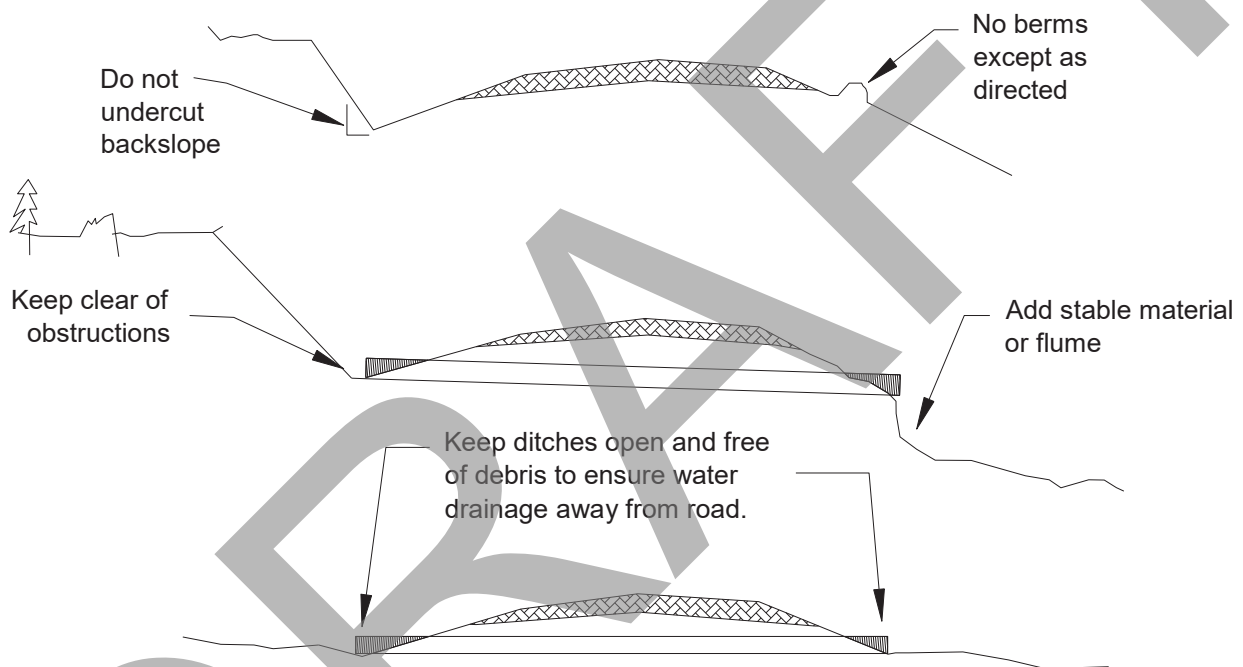 No berms
except as
directed
Do not
undercut
backslope
Keep clear of
obstructions
Add stable material
or flume
Keep ditches open and free
of debris to ensure water
drainage away from road.
DRAFT